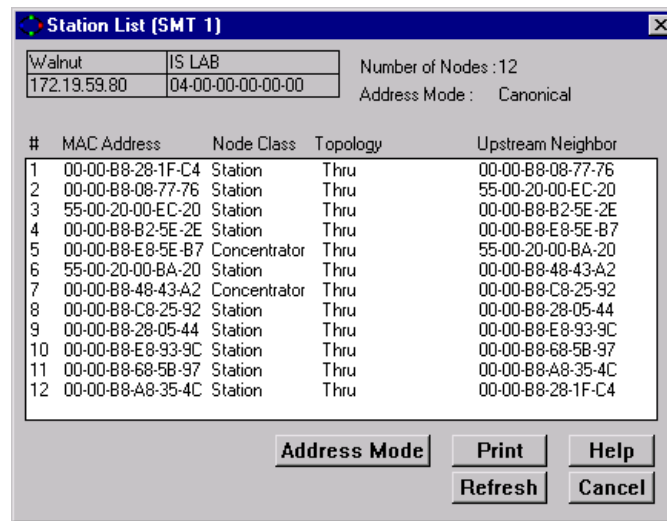 Station List (SMT 1)
Walnut IS LAB
172.19.59.80 04-00-00-00-00-00
Number of Nodes : 12
Address Mode : Canonical
# MAC Address Node Class Topology Upstream Neighbor
1 00-00-B8-28-1F-C4 Station Thru 00-00-B8-08-77-76
2 00-00-B8-08-77-76 Station Thru 55-00-20-00-EC-20
3 55-00-20-00-EC-20 Station Thru 00-00-B8-B2-5E-2E
4 00-00-B8-B2-5E-2E Station Thru 00-00-B8-E8-5E-B7
5 00-00-B8-E8-5E-B7 Concentrator Thru 55-00-20-00-BA-20
6 55-00-20-00-BA-20 Station Thru 00-00-B8-48-43-A2
7 00-00-B8-48-43-A2 Concentrator Thru 00-00-B8-C8-25-92
8 00-00-B8-C8-25-92 Station Thru 00-00-B8-28-05-44
9 00-00-B8-28-05-44 Station Thru 00-00-B8-E8-93-9C
10 00-00-B8-E8-93-9C Station Thru 00-00-B8-68-5B-97
11 00-00-B8-68-5B-97 Station Thru 00-00-B8-A8-35-4C
12 00-00-B8-A8-35-4C Station Thru 00-00-B8-28-1F-C4
Address Mode Print Help
Refresh Cancel